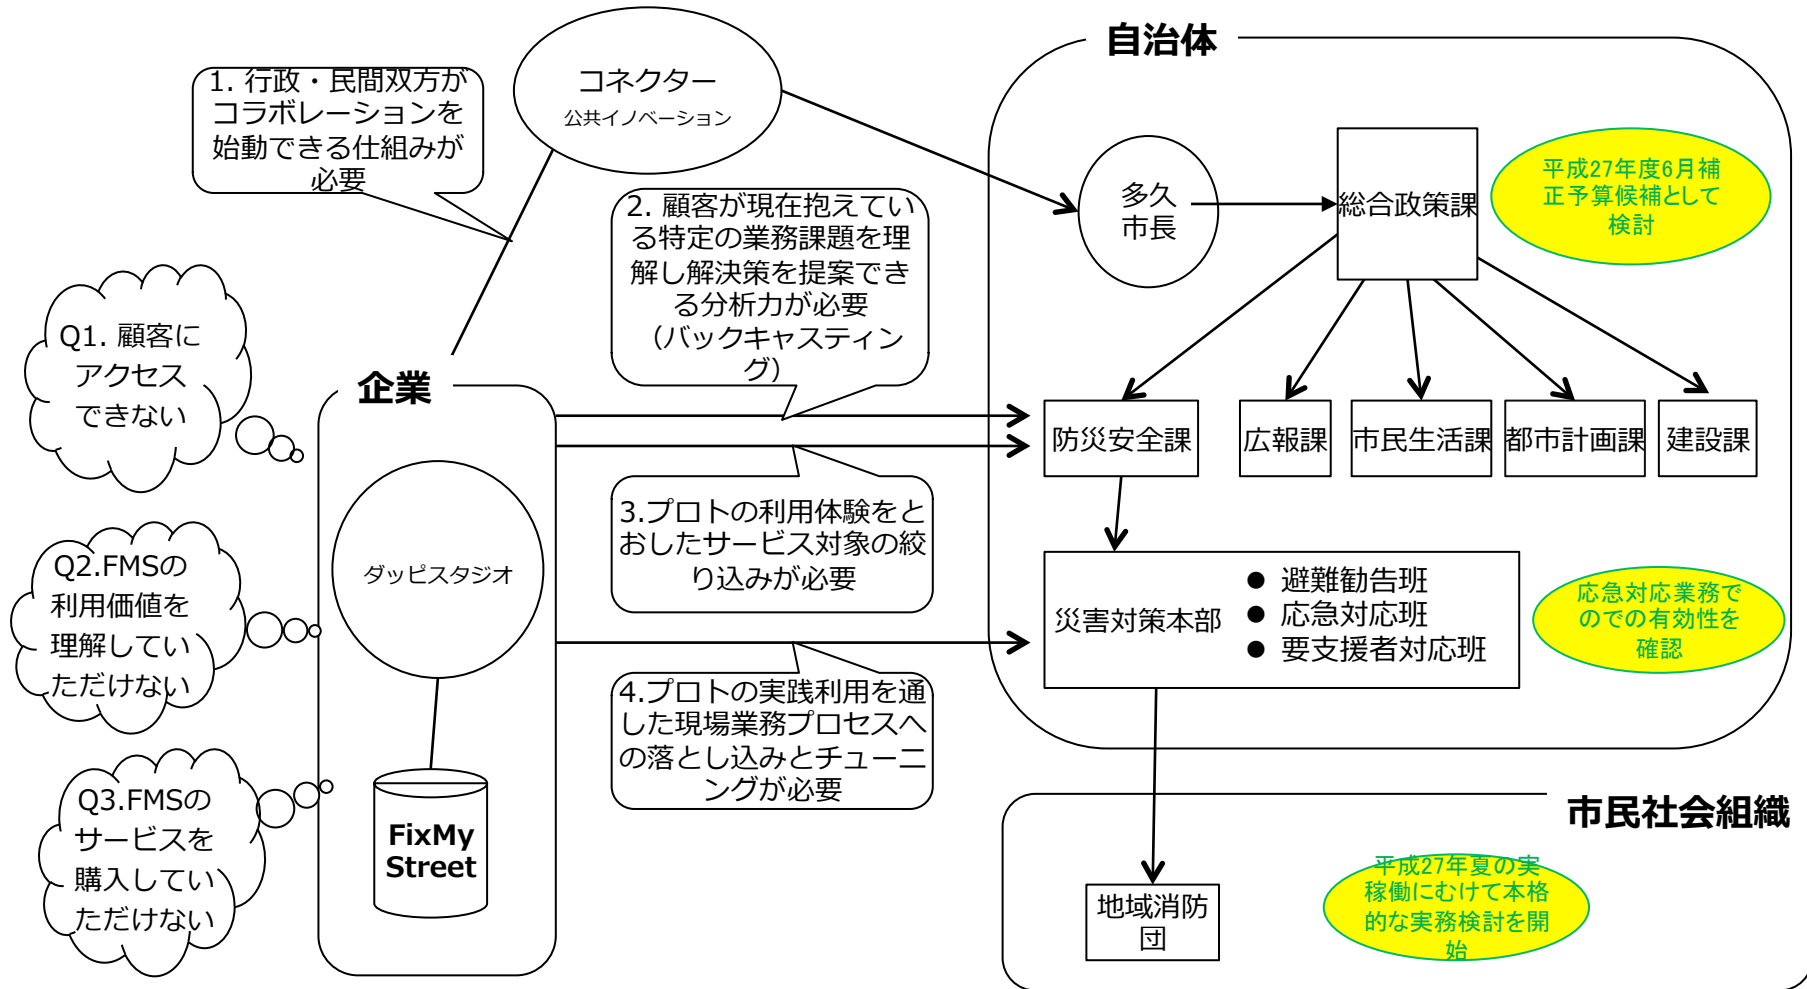 自治体
コネクター
公共イノベーション
1. 行政・民間双方が
コラボレーションを
始動できる仕組みが
必要
多久
市長
総合政策課
平成27年度6月補
正予算候補として
検討
2. 顧客が現在抱えてい
る特定の業務課題を理
解し解決策を提案でき
る分析力が必要
（バックキャスティン
グ）
Q1. 顧客に
アクセス
できない
企業
防災安全課
広報課
市民生活課
都市計画課
建設課
3.プロトの利用体験をと
おしたサービス対象の絞
り込みが必要
ダッピスタジオ
Q2.FMSの
利用価値を
理解してい
ただけない
災害対策本部
● 避難勧告班
● 応急対応班
● 要支援者対応班
応急対応業務で
のでの有効性を
確認
4.プロトの実践利用を通
した現場業務プロセスへ
の落とし込みとチューニ
ングが必要
Q3.FMSの
サービスを
購入してい
ただけない
FixMy
Street
市民社会組織
地域消防
団
平成27年夏の実
稼働にむけて本格
的な実務検討を開
始